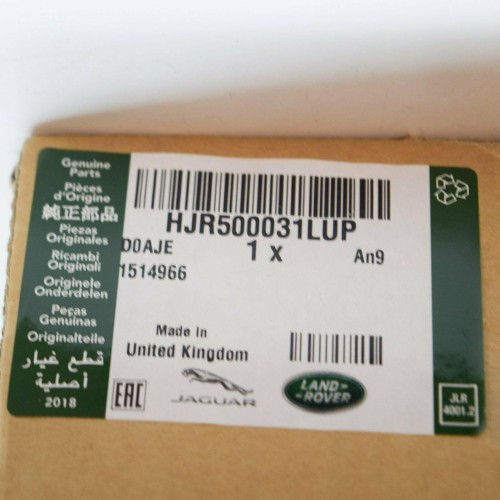 Genuine
Parts
Pièces
d'Origine
純正部品
Piezas
Originales
Ricambi
Originali
Originele
Onderdelen
Peças
Genuínas
Originalteile
قطع غيار
أصلية
2018
HJR500031LUP
D0AJE
1 x
An9
1514966
Made In
United Kingdom
EAC
JAGUAR
LAND-
-ROVER
JLR
4001.2